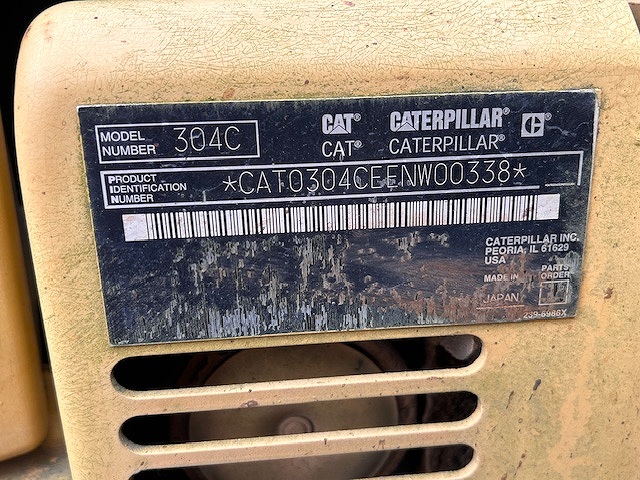 MODEL NUMBER 304C
CAT® CATERPILLAR®
CAT® CATERPILLAR®
PRODUCT IDENTIFICATION NUMBER *CAT0304CEFNW00338*
CATERPILLAR INC.
PEORIA, IL 61629
USA
MADE IN
JAPAN
PARTS ORDER
239-6986X